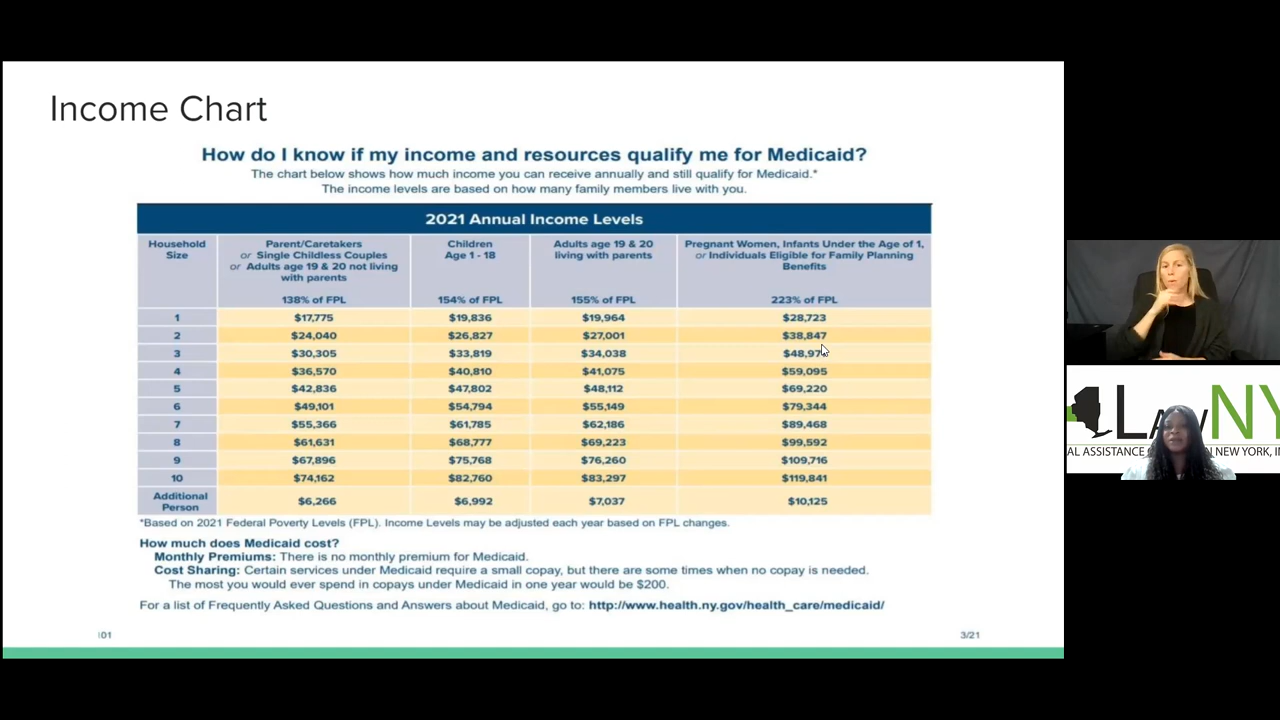 Income Chart
How do I know if my income and resources qualify me for Medicaid?
The chart below shows how much income you can receive annually and still qualify for Medicaid.*
The income levels are based on how many family members live with you.
2021 Annual Income Levels
Household Size Parent/Caretakers or Single Childless Couples or Adults age 19 & 20 not living with parents 138% of FPL Children Age 1 - 18 154% of FPL Adults age 19 & 20 living with parents 155% of FPL Pregnant Women, Infants Under the Age of 1, or Individuals Eligible for Family Planning Benefits 223% of FPL
1 $17,775 $19,836 $19,964 $28,723
2 $24,040 $26,827 $27,001 $38,847
3 $30,305 $33,819 $34,038
4 $36,570 $40,810 $41,075 $59,095
5 $42,836 $47,802 $48,112 $69,220
6 $49,101 $54,794 $55,149 $79,344
7 $55,366 $61,785 $62,186 $89,468
8 $61,631 $68,777 $69,223 $99,592
9 $67,896 $75,768 $76,260 $109,716
10 $74,162 $82,760 $83,297 $119,841
Additional Person $6,266 $6,992 $7,037 $10,125
*Based on 2021 Federal Poverty Levels (FPL). Income Levels may be adjusted each year based on FPL changes.
How much does Medicaid cost?
Monthly Premiums: There is no monthly premium for Medicaid.
Cost Sharing: Certain services under Medicaid require a small copay, but there are some times when no copay is needed.
The most you would ever spend in copays under Medicaid in one year would be $200.
For a list of Frequently Asked Questions and Answers about Medicaid, go to: http://www.health.ny.gov/health_care/medicaid/
01 3/21
LawNY
AL ASSISTANCE NEW YORK, IN